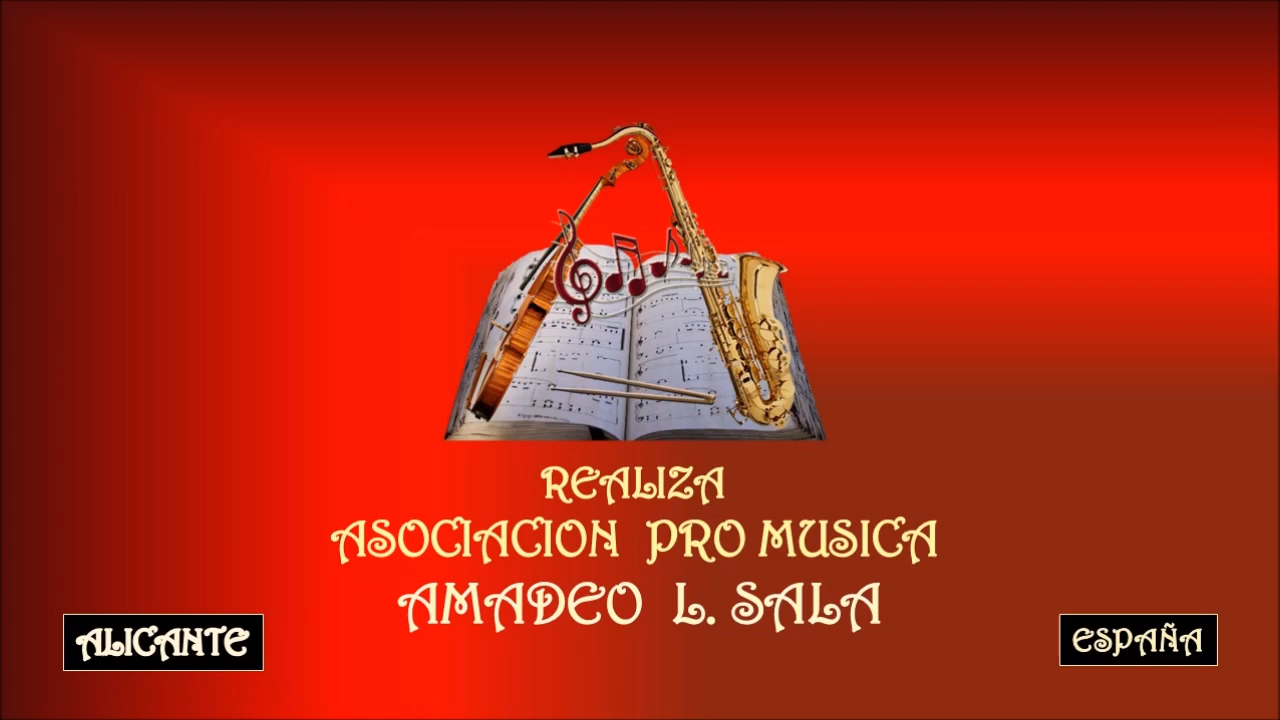 REALIZA
ASOCIACION PRO MUSICA
AMADEO L. SALA
ALICANTE
ESPAÑA